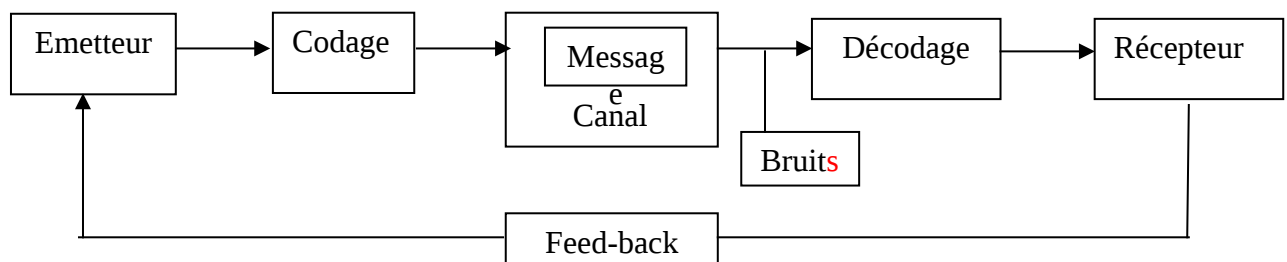 Emetteur
Codage
Messag
e
Canal
Décodage
Récepteur
Bruits
Feed-back